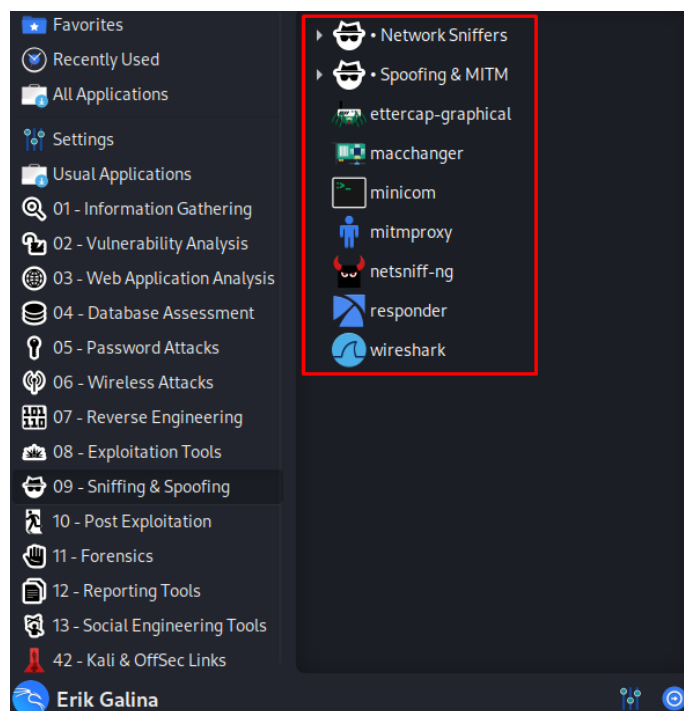 Favorites
Recently Used
All Applications
Settings
Usual Applications
01 - Information Gathering
02 - Vulnerability Analysis
03 - Web Application Analysis
04 - Database Assessment
05 - Password Attacks
06 - Wireless Attacks
07 - Reverse Engineering
08 - Exploitation Tools
09 - Sniffing & Spoofing
10 - Post Exploitation
11 - Forensics
12 - Reporting Tools
13 - Social Engineering Tools
42 - Kali & OffSec Links
• Network Sniffers
• Spoofing & MITM
ettercap-graphical
macchanger
minicom
mitmproxy
netsniff-ng
responder
wireshark
Erik Galina